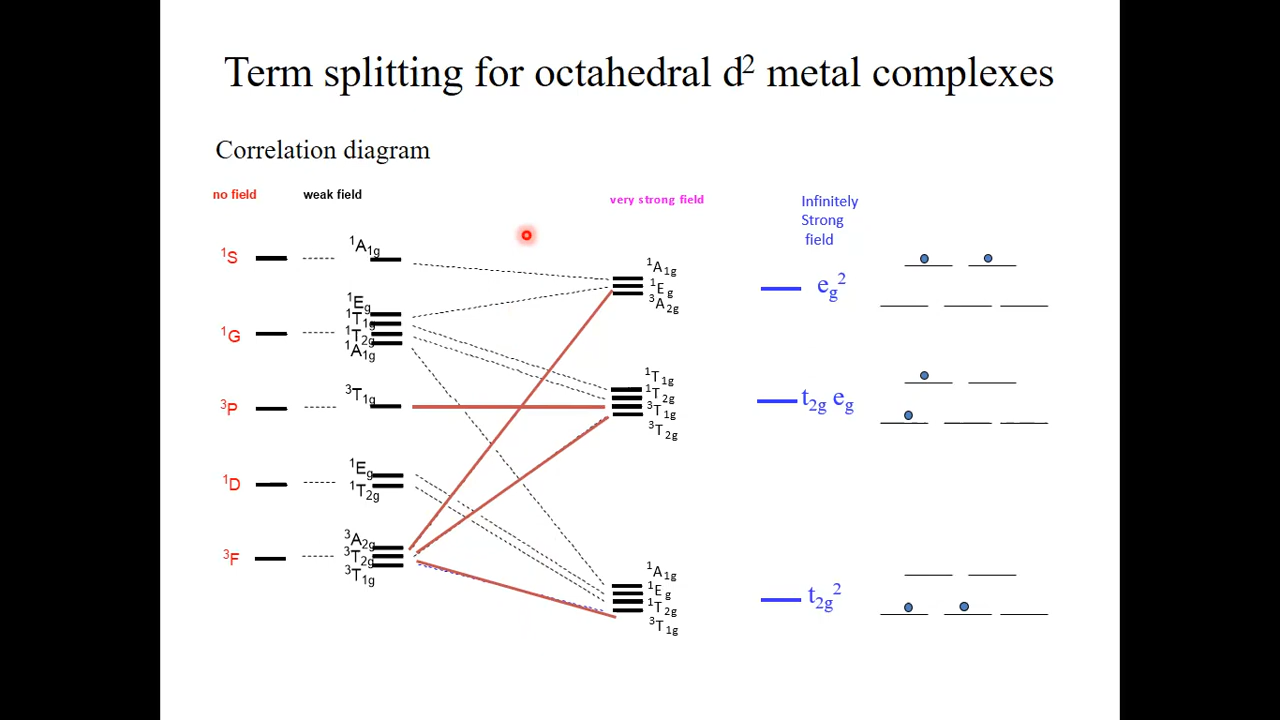 Term splitting for octahedral d² metal complexes
Correlation diagram
no field
weak field
very strong field
Infinitely
Strong
field
¹S
¹A1g
¹G
¹Eg
¹T1g
¹T2g
¹A1g
³P
³T1g
¹D
¹Eg
¹T2g
³F
³A2g
³T2g
³T1g
¹A1g
¹Eg
³A2g
¹T1g
¹T2g
³T1g
³T2g
¹A1g
¹Eg
¹T2g
³T1g
eg²
t2g eg
t2g²